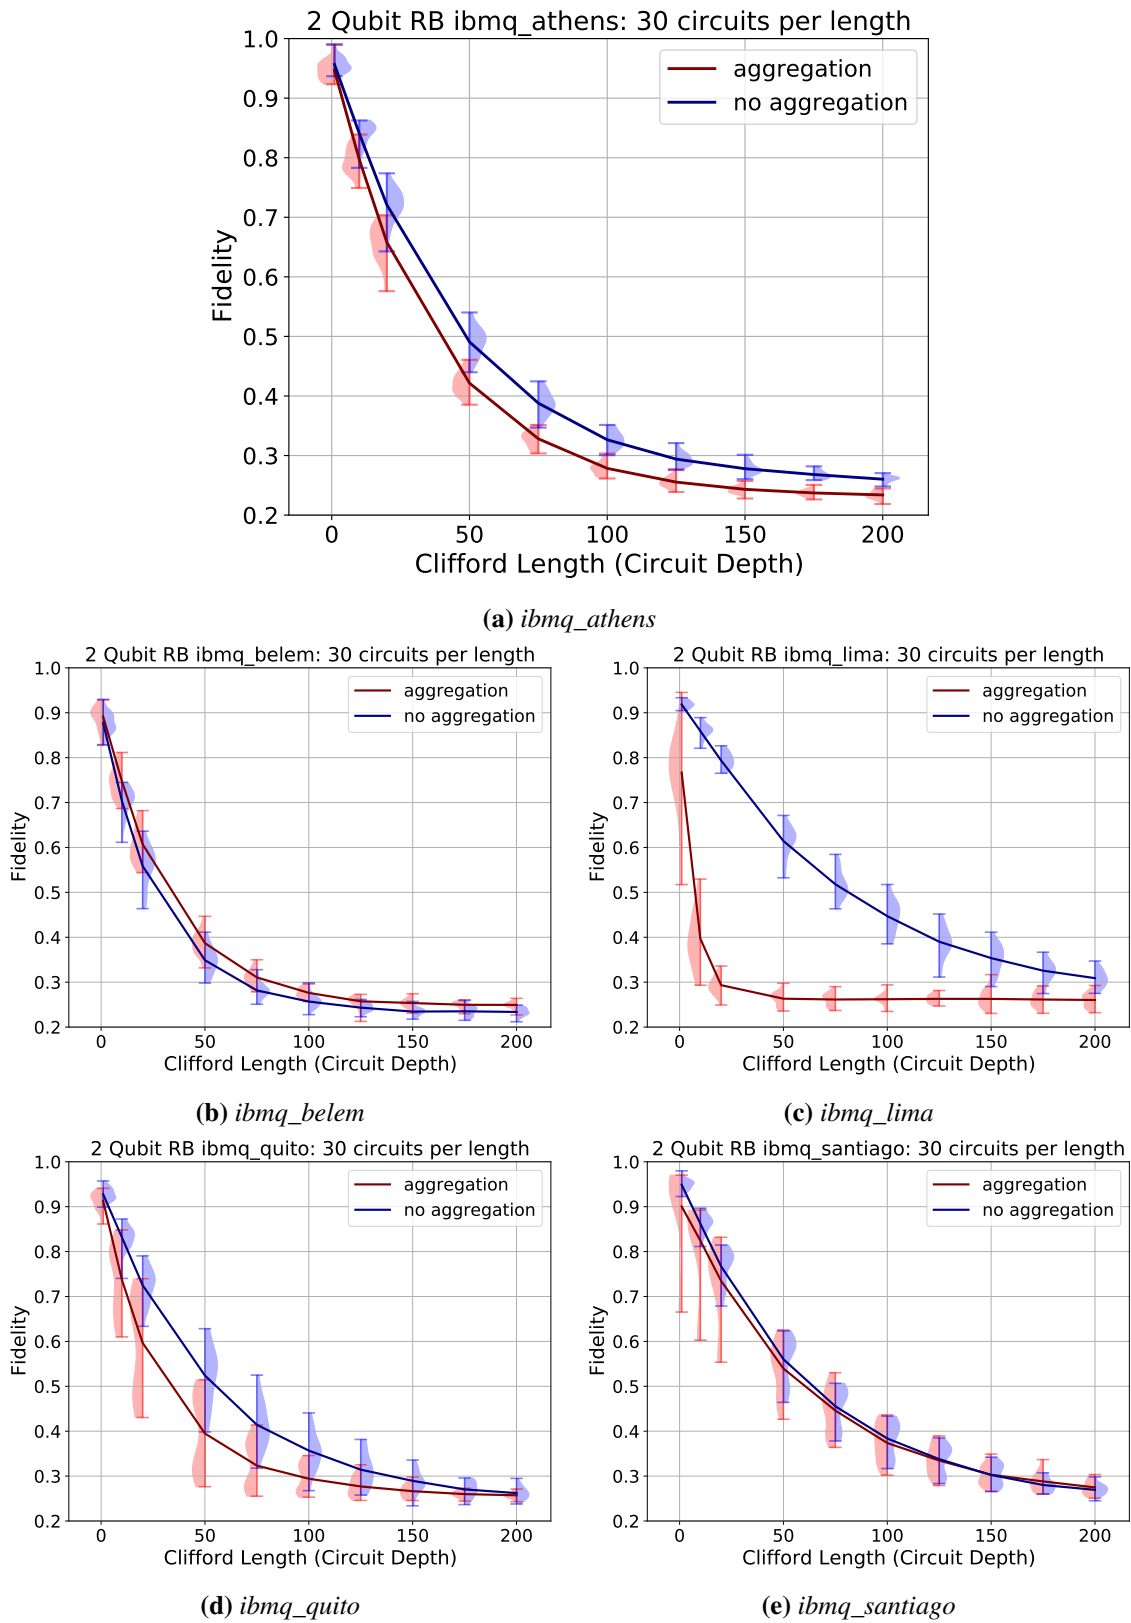 2 Qubit RB ibmq_athens: 30 circuits per length
aggregation
no aggregation
Fidelity
1.0
0.9
0.8
0.7
0.6
0.5
0.4
0.3
0.2
0 50 100 150 200
Clifford Length (Circuit Depth)
(a) ibmq_athens
2 Qubit RB ibmq_belem: 30 circuits per length
aggregation
no aggregation
Fidelity
1.0
0.9
0.8
0.7
0.6
0.5
0.4
0.3
0.2
0 50 100 150 200
Clifford Length (Circuit Depth)
(b) ibmq_belem
2 Qubit RB ibmq_lima: 30 circuits per length
aggregation
no aggregation
Fidelity
1.0
0.9
0.8
0.7
0.6
0.5
0.4
0.3
0.2
0 50 100 150 200
Clifford Length (Circuit Depth)
(c) ibmq_lima
2 Qubit RB ibmq_quito: 30 circuits per length
aggregation
no aggregation
Fidelity
1.0
0.9
0.8
0.7
0.6
0.5
0.4
0.3
0.2
0 50 100 150 200
Clifford Length (Circuit Depth)
(d) ibmq_quito
2 Qubit RB ibmq_santiago: 30 circuits per length
aggregation
no aggregation
Fidelity
1.0
0.9
0.8
0.7
0.6
0.5
0.4
0.3
0.2
0 50 100 150 200
Clifford Length (Circuit Depth)
(e) ibmq_santiago